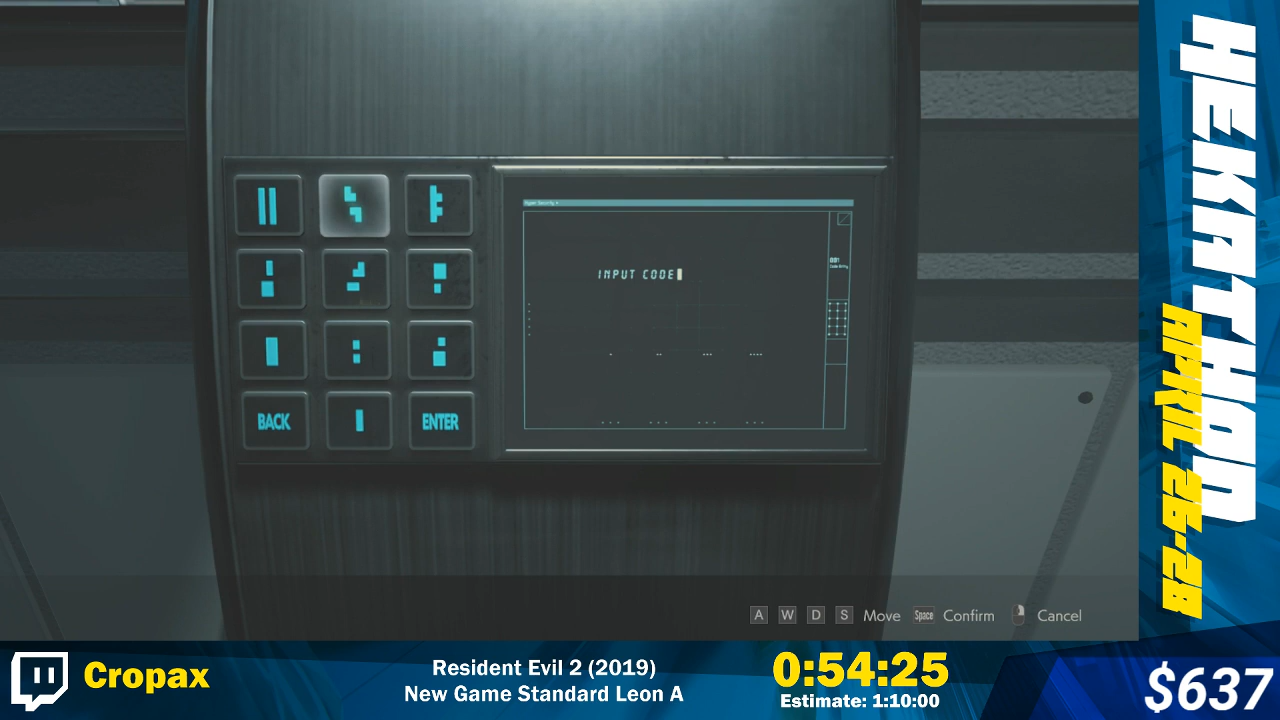 INPUT CODE
BACK
ENTER
A W D S Move Space Confirm Cancel
HEKATHON
APRIL 26-28
Cropax
Resident Evil 2 (2019)
New Game Standard Leon A
0:54:25
Estimate: 1:10:00
$637